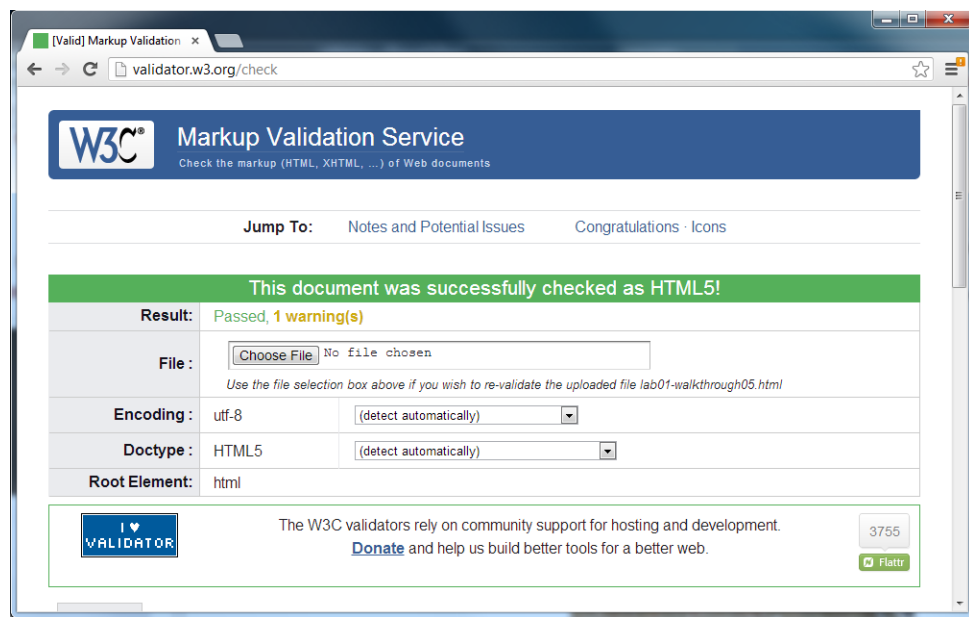 [Valid] Markup Validation
validator.w3.org/check
W3C®
Markup Validation Service
Check the markup (HTML, XHTML, ...) of Web documents
Jump To: Notes and Potential Issues Congratulations · Icons
This document was successfully checked as HTML5!
Result: Passed, 1 warning(s)
File : Choose File No file chosen
Use the file selection box above if you wish to re-validate the uploaded file lab01-walkthrough05.html
Encoding : utf-8 (detect automatically)
Doctype : HTML5 (detect automatically)
Root Element: html
I ♥ VALIDATOR
The W3C validators rely on community support for hosting and development.
Donate and help us build better tools for a better web.
3755
Flattr